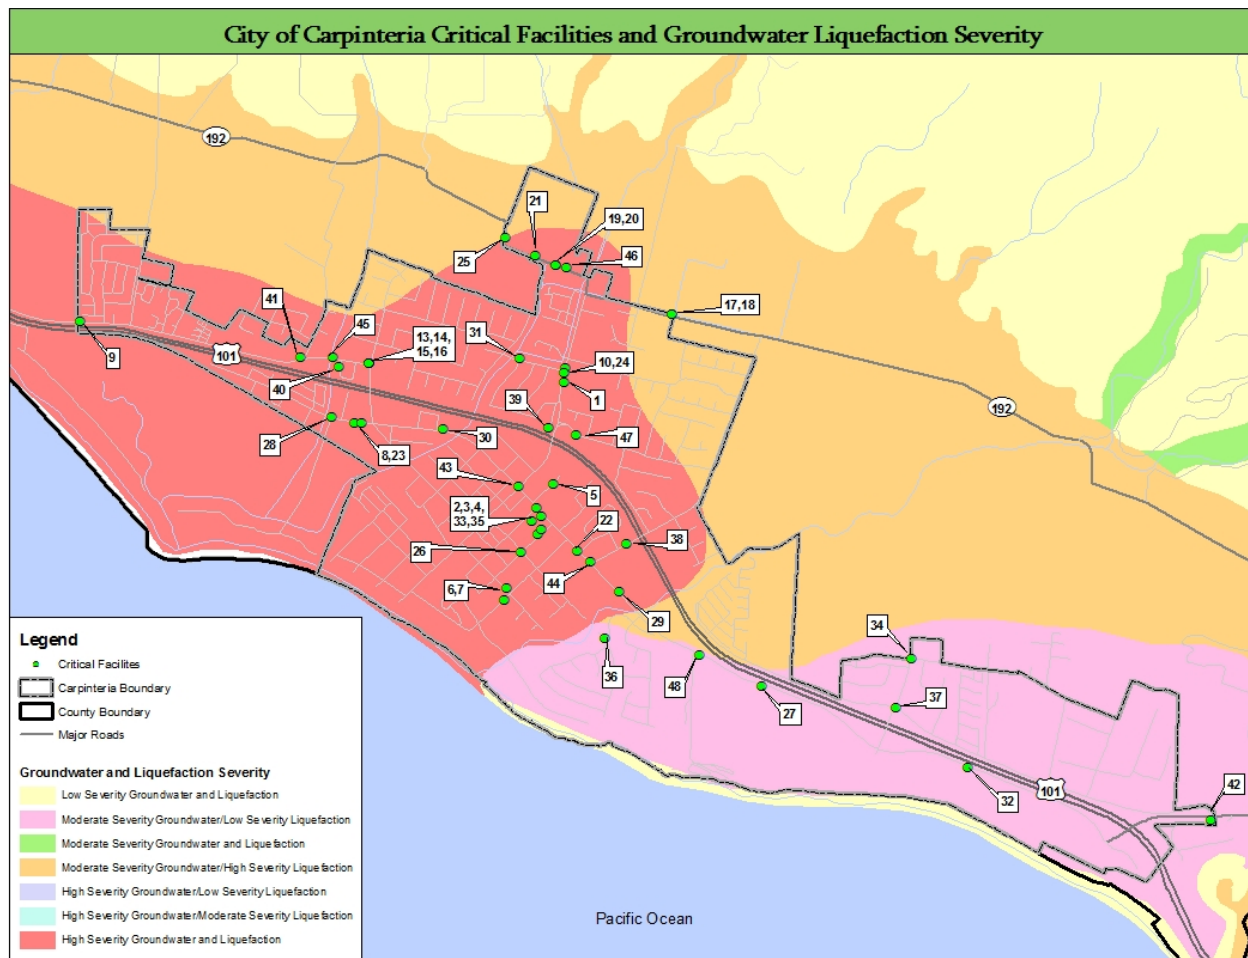 City of Carpinteria Critical Facilities and Groundwater Liquefaction Severity
192
21
19,20
25
46
41
45
13,14,
15,16
31
17,18
9
101
40
10,24
1
192
39
28
8,23
30
47
43
5
2,3,4,
33,35
22
26
38
44
6,7
29
34
36
48
27
37
32
101
42
Pacific Ocean
Legend
Critical Facilites
Carpinteria Boundary
County Boundary
Major Roads
Groundwater and Liquefaction Severity
Low Severity Groundwater and Liquefaction
Moderate Severity Groundwater/Low Severity Liquefaction
Moderate Severity Groundwater and Liquefaction
Moderate Severity Groundwater/High Severity Liquefaction
High Severity Groundwater/Low Severity Liquefaction
High Severity Groundwater/Moderate Severity Liquefaction
High Severity Groundwater and Liquefaction